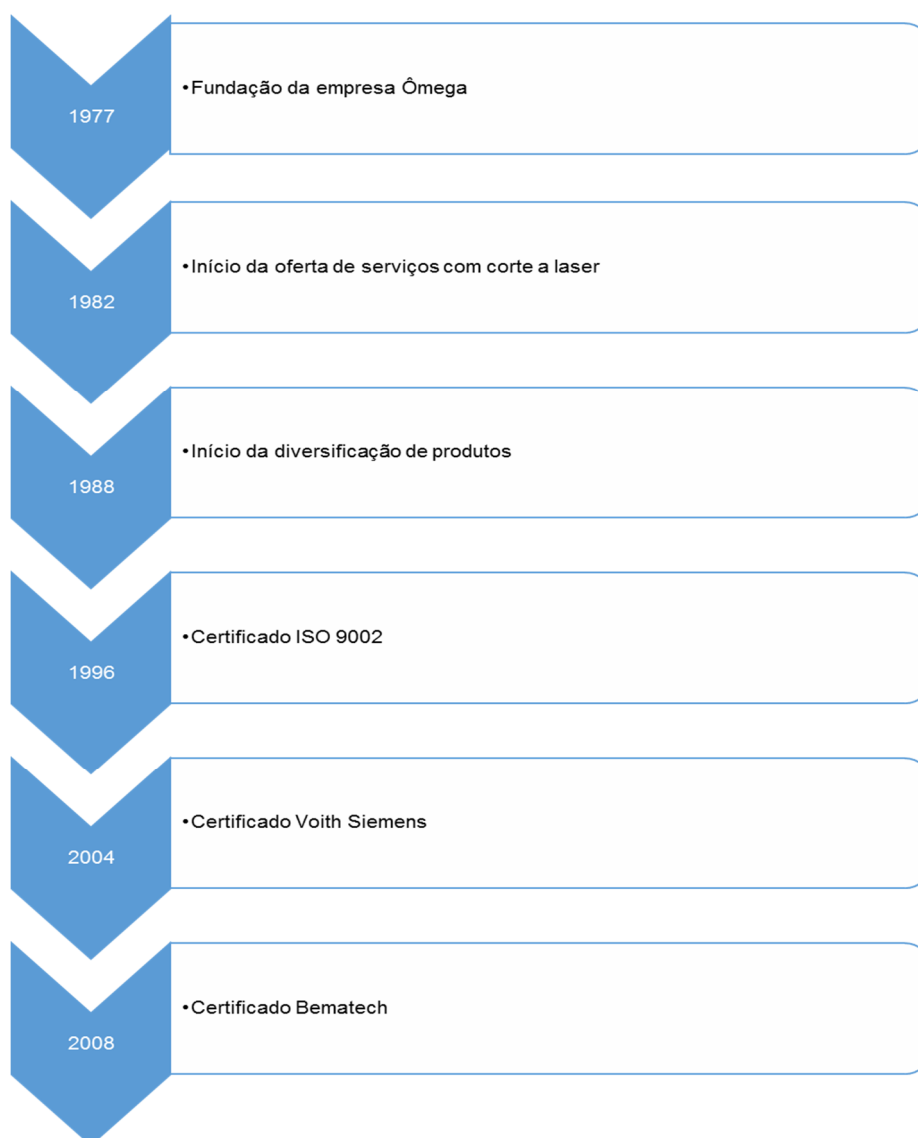 1977
•Fundação da empresa Ômega
1982
•Início da oferta de serviços com corte a laser
1988
•Início da diversificação de produtos
1996
•Certificado ISO 9002
2004
•Certificado Voith Siemens
2008
•Certificado Bematech